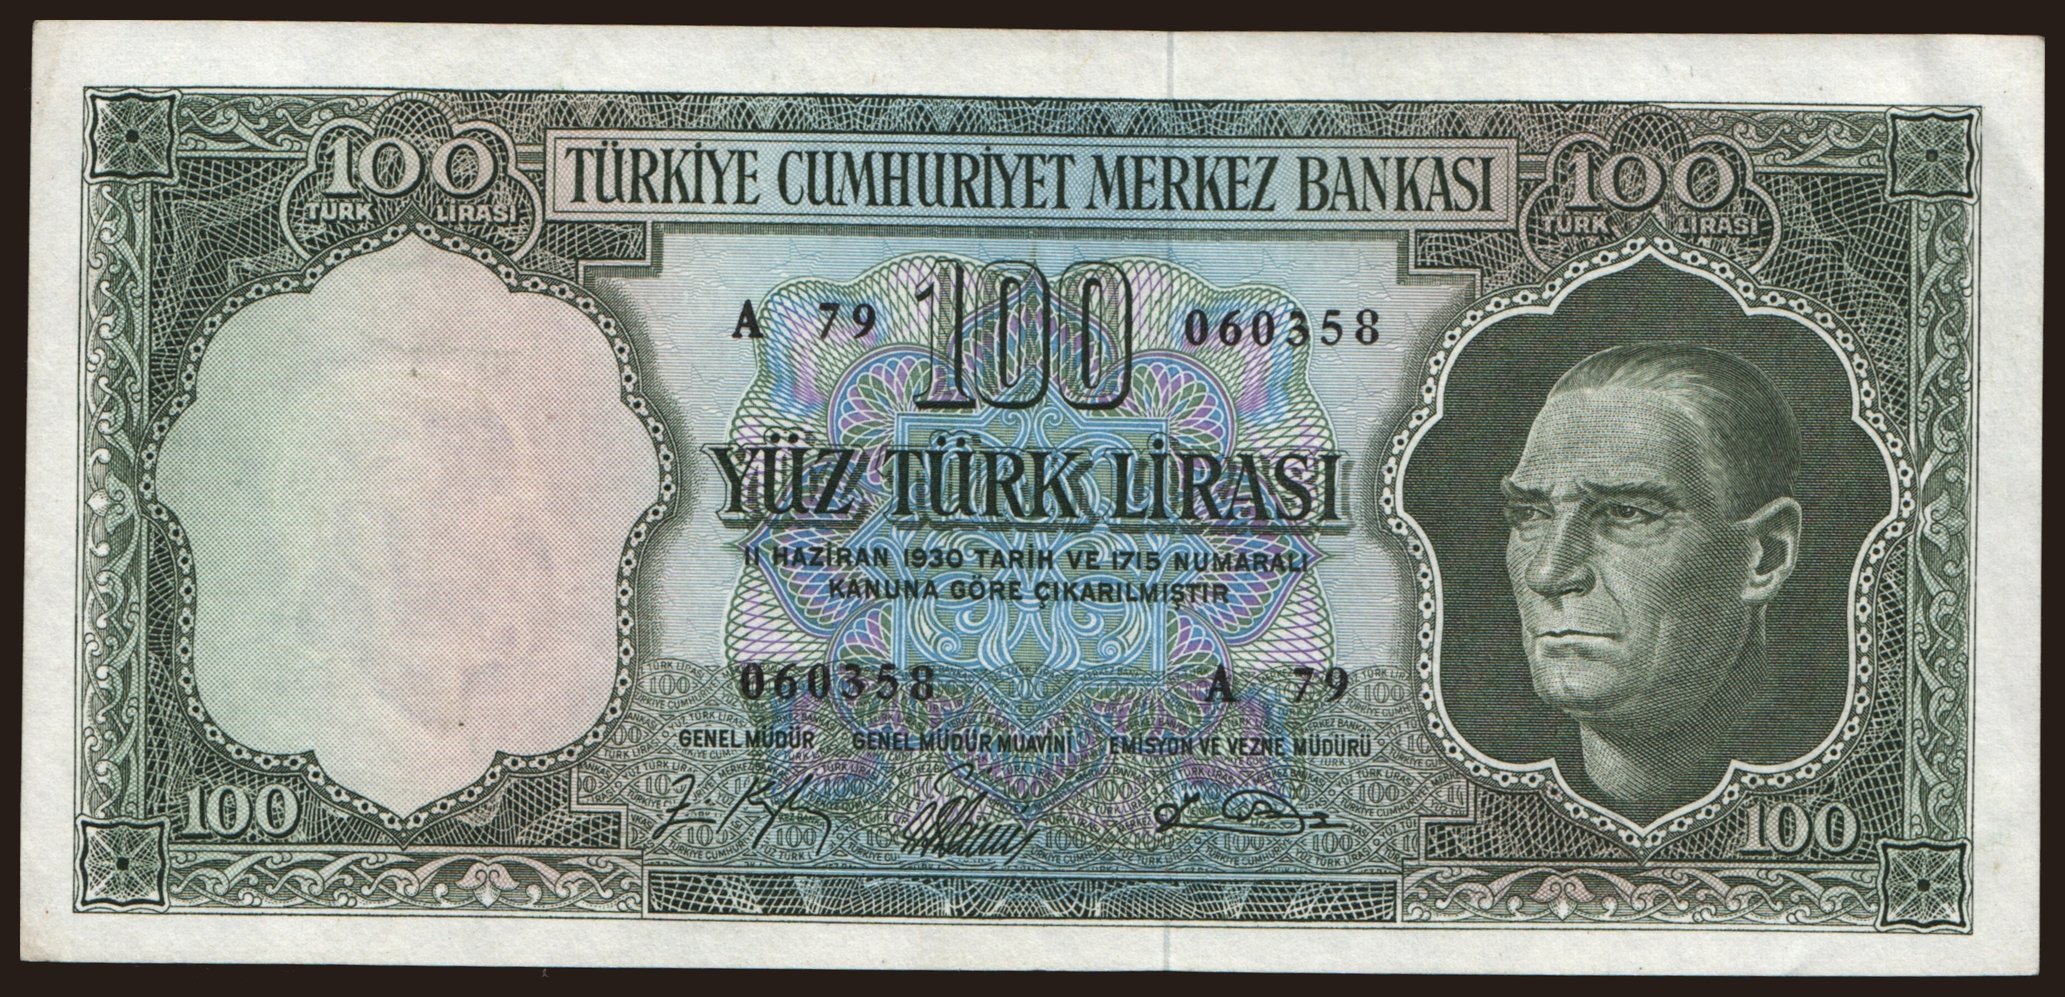 100 TÜRK LİRASI
TÜRKİYE CUMHURİYET MERKEZ BANKASI
100 TÜRK LİRASI
100
A 79 060358
YÜZ TÜRK LİRASI
11 HAZİRAN 1930 TARİH VE 1715 NUMARALI
KANUNA GÖRE ÇIKARILMIŞTIR
060358 A 79
GENEL MÜDÜR GENEL MÜDÜR MUAVİNİ EMİSYON VE VEZNE MÜDÜRÜ
100 100